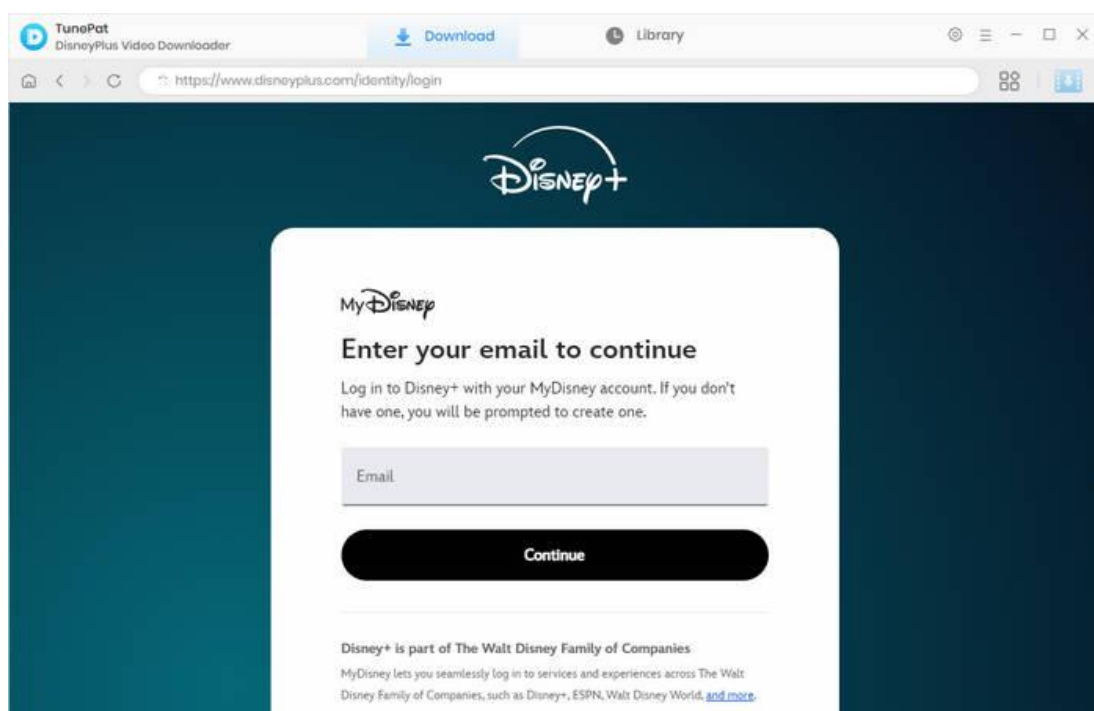 TunePat
DisneyPlus Video Downloader
Download
Library
https://www.disneyplus.com/identity/login
Disney+
MyDisney
Enter your email to continue
Log in to Disney+ with your MyDisney account. If you don't
have one, you will be prompted to create one.
Email
Continue
Disney+ is part of The Walt Disney Family of Companies
MyDisney lets you seamlessly log in to services and experiences across The Walt
Disney Family of Companies, such as Disney+, ESPN, Walt Disney World, and more.